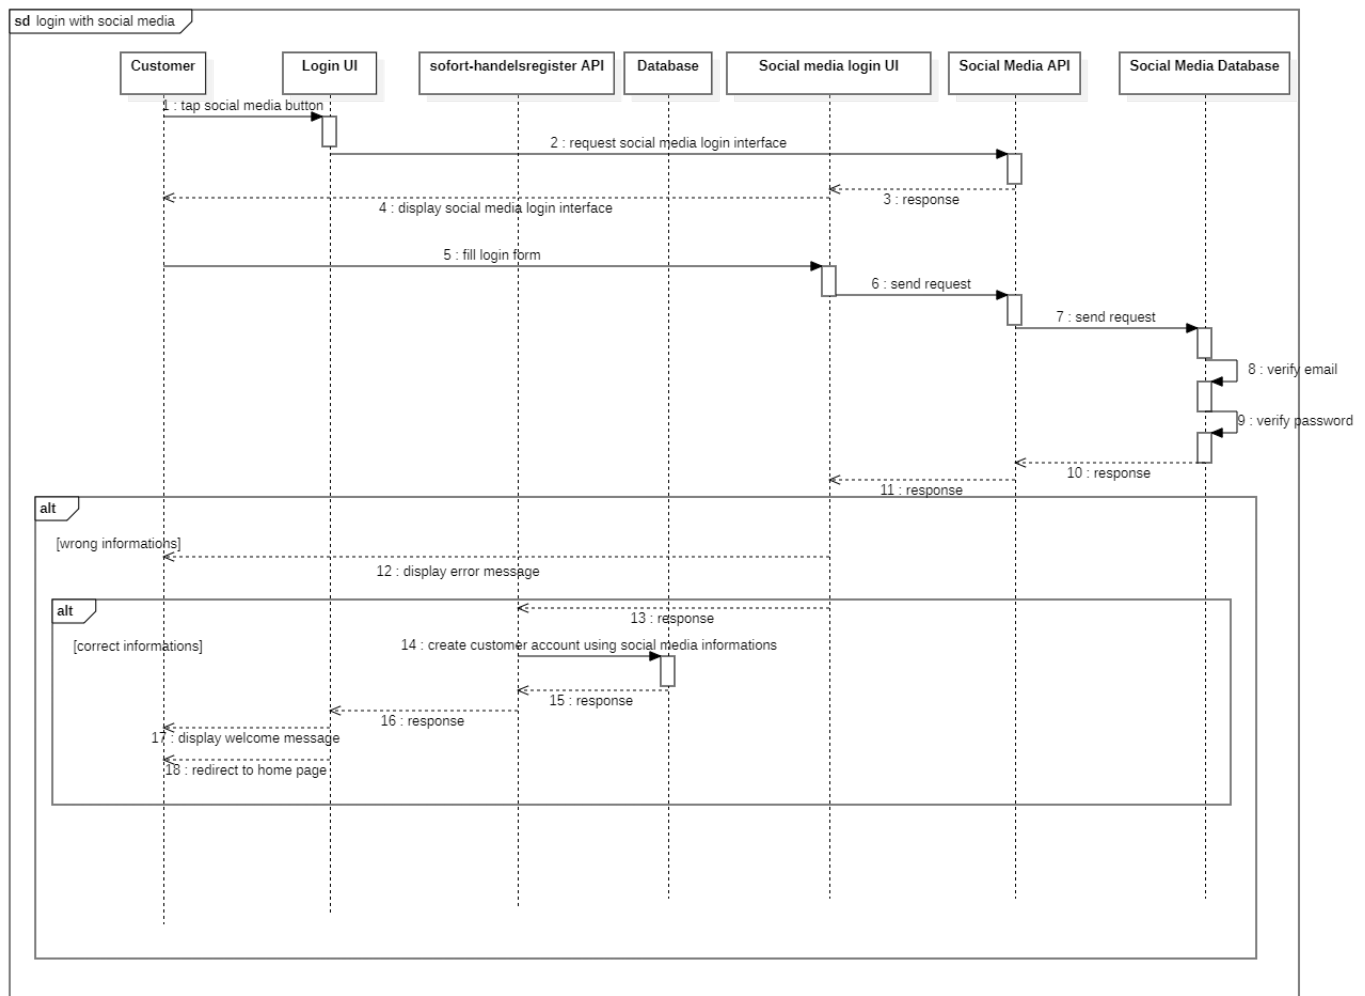 sd login with social media
Customer
Login UI
sofort-handelsregister API
Database
Social media login UI
Social Media API
Social Media Database
1 : tap social media button
2 : request social media login interface
3 : response
4 : display social media login interface
5 : fill login form
6 : send request
7 : send request
8 : verify email
9 : verify password
10 : response
11 : response
alt
[wrong informations]
12 : display error message
alt
13 : response
[correct informations]
14 : create customer account using social media informations
15 : response
16 : response
17 : display welcome message
18 : redirect to home page